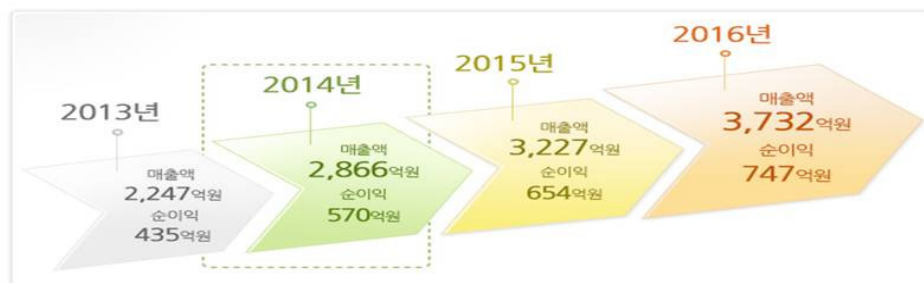 2013년
매출액
2,247억원
순이익
435억원
2014년
매출액
2,866억원
순이익
570억원
2015년
매출액
3,227억원
순이익
654억원
2016년
매출액
3,732억원
순이익
747억원